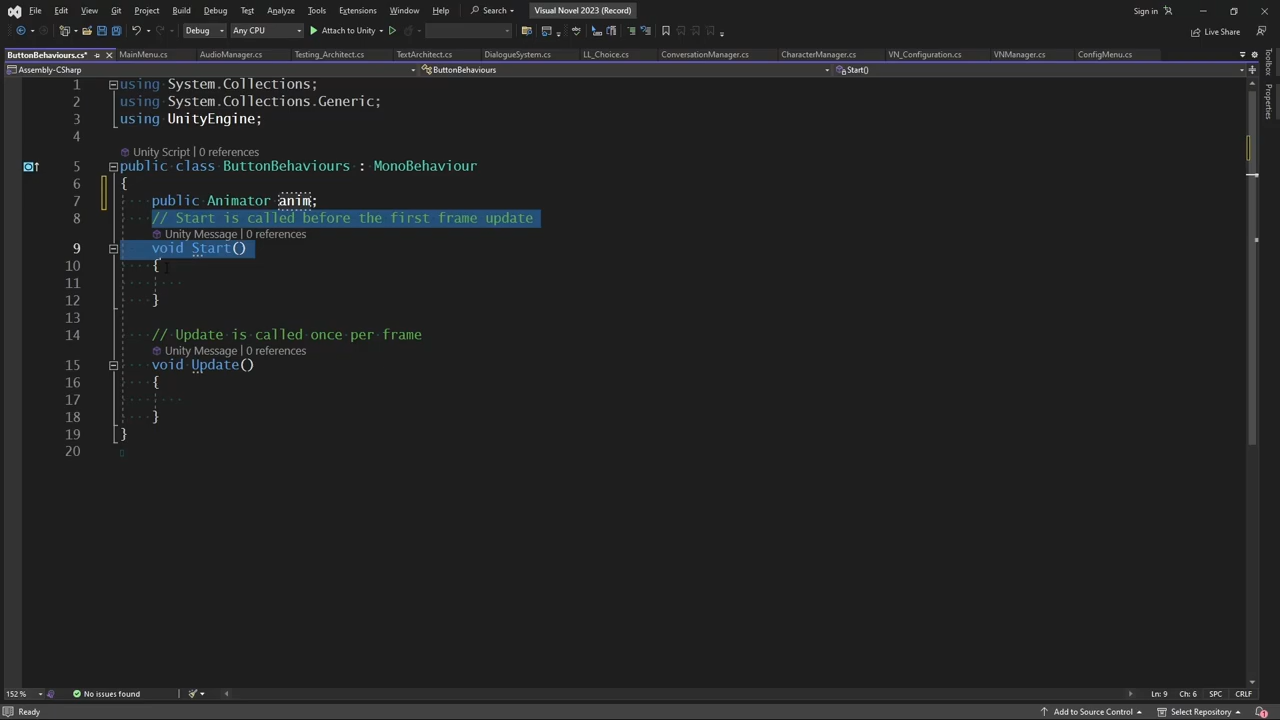 File Edit View Git Project Build Debug Test Analyze Tools Extensions Window Help Search Visual Novel 2023 (Record) Sign in
Debug Any CPU Attach to Unity Live Share
ButtonBehaviours.cs* MainMenu.cs AudioManager.cs Testing_Architect.cs TextArchitect.cs DialogueSystem.cs LL_Choice.cs ConversationManager.cs CharacterManager.cs VN_Configuration.cs VNManager.cs ConfigMenu.cs
Assembly-CSharp ButtonBehaviours Start()
Toolbox
Properties
1 using System.Collections;
2 using System.Collections.Generic;
3 using UnityEngine;
4
Unity Script | 0 references
5 public class ButtonBehaviours : MonoBehaviour
6 {
7 public Animator anim;
8 // Start is called before the first frame update
Unity Message | 0 references
9 void Start()
10 {
11
12 }
13
14 // Update is called once per frame
Unity Message | 0 references
15 void Update()
16 {
17
18 }
19 }
20
152 % No issues found Ln: 9 Ch: 6 SPC CRLF
Ready Add to Source Control Select Repository 1